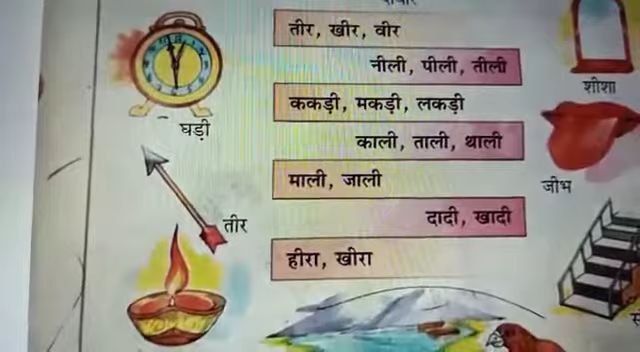 तीर, खीर, वीर
नीली, पीली, तीली
शीशा
ककड़ी, मकड़ी, लकड़ी
घड़ी
काली, ताली, थाली
माली, जाली
जीभ
दादी, खादी
तीर
हीरा, खीरा